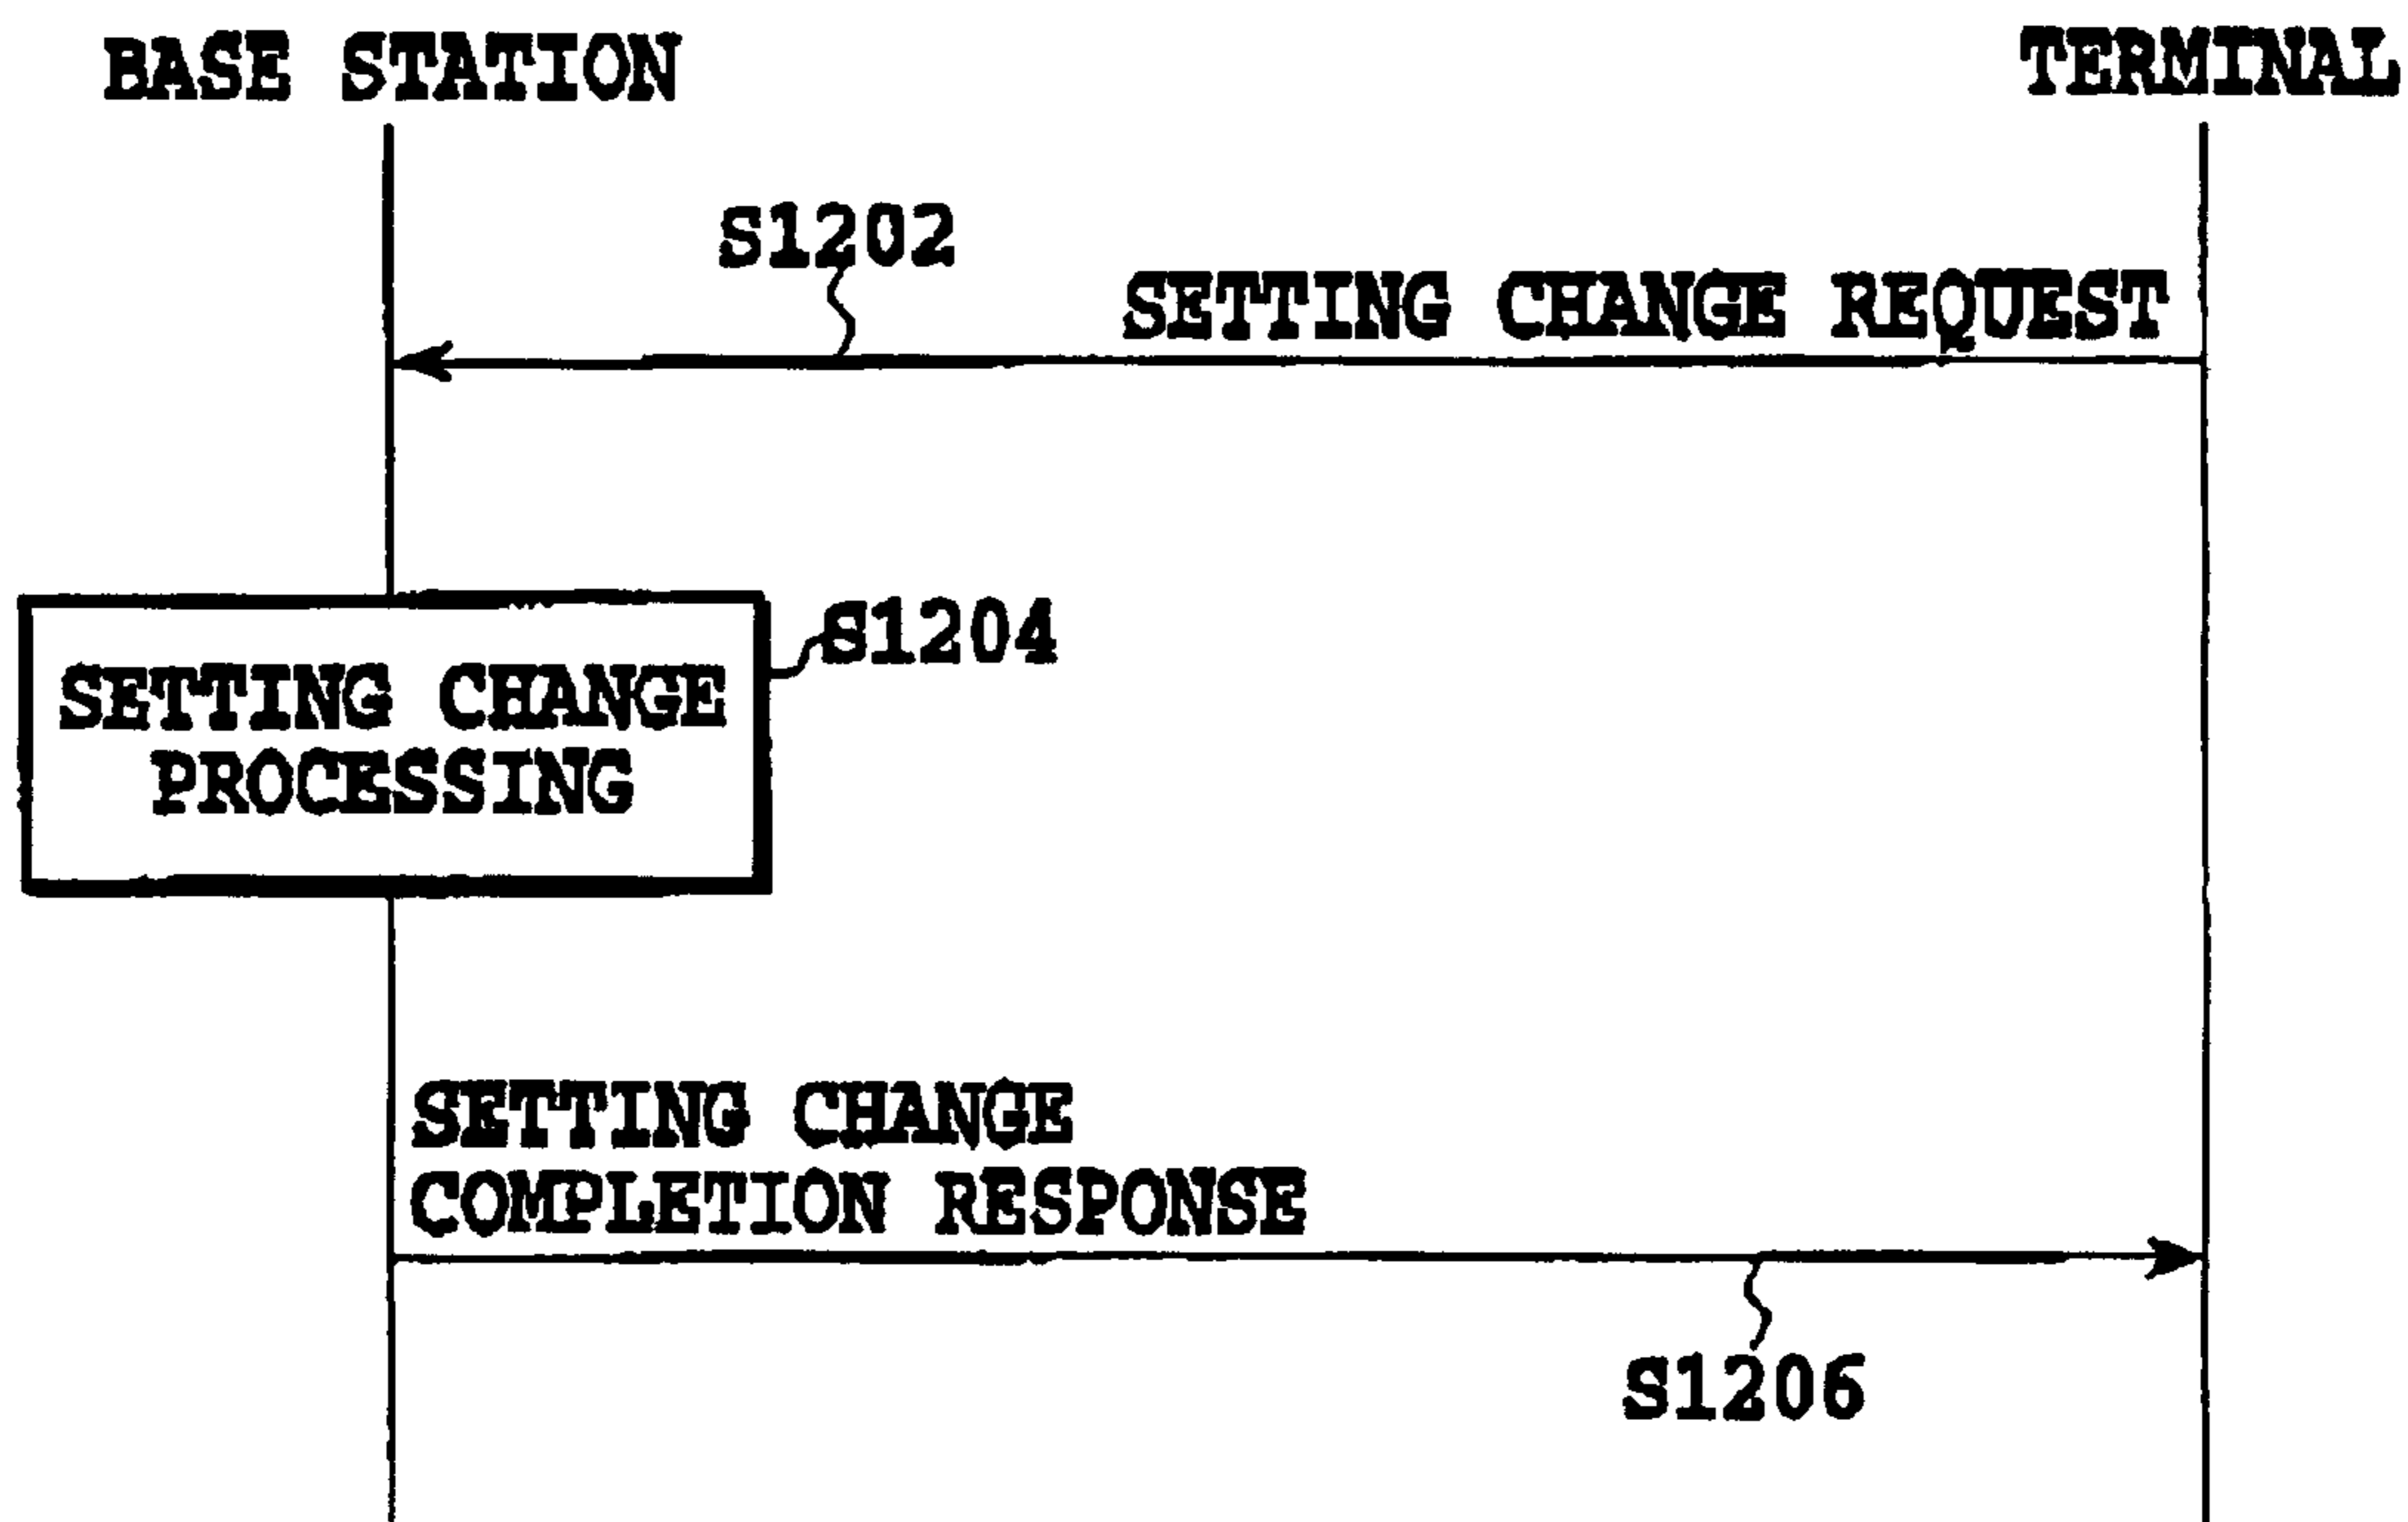 BASE STATION
TERMINAL
S1202
SETTING CHANGE REQUEST
S1204
SETTING CHANGE
PROCESSING
SETTING CHANGE
COMPLETION RESPONSE
S1206